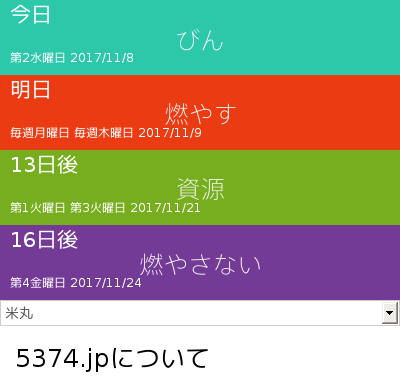 今日
びん
第2水曜日 2017/11/8
明日
燃やす
毎週月曜日 毎週木曜日 2017/11/9
13日後
資源
第1火曜日 第3火曜日 2017/11/21
16日後
燃やさない
第4金曜日 2017/11/24
米丸
5374.jpについて